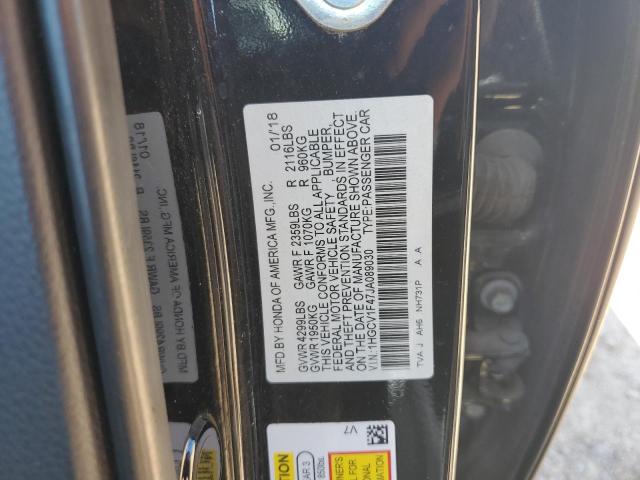 MFD.BY HONDA OF AMERICA MFG.,INC. 01/18
GVWR 4299LBS GAWR F 2359LBS R 2116LBS
GVWR 1950KG GAWR F 1070KG R 960KG
THIS VEHICLE CONFORMS TO ALL APPLICABLE
FEDERAL MOTOR VEHICLE SAFETY, BUMPER,
AND THEFT PREVENTION STANDARDS IN EFFECT
ON THE DATE OF MANUFACTURE SHOWN ABOVE.
V.I.N.:1HGCV1F47JA089030 TYPE:PASSENGER CAR
TVA J AH6 NH731P A A
V7